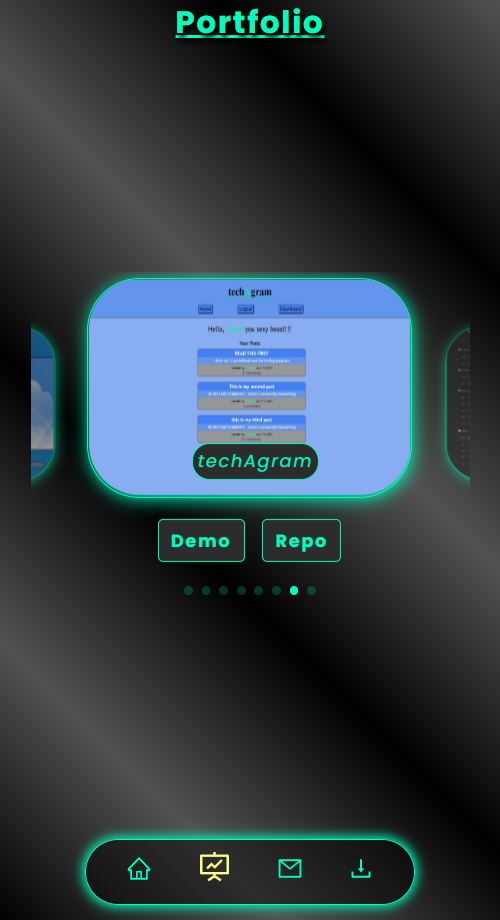 Portfolio
techAgram
Home Logout Dashboard
Hello, you sexy beast!!!
Your Posts
READ THIS FIRST
This is my second post
this is my third post
techAgram
Demo Repo